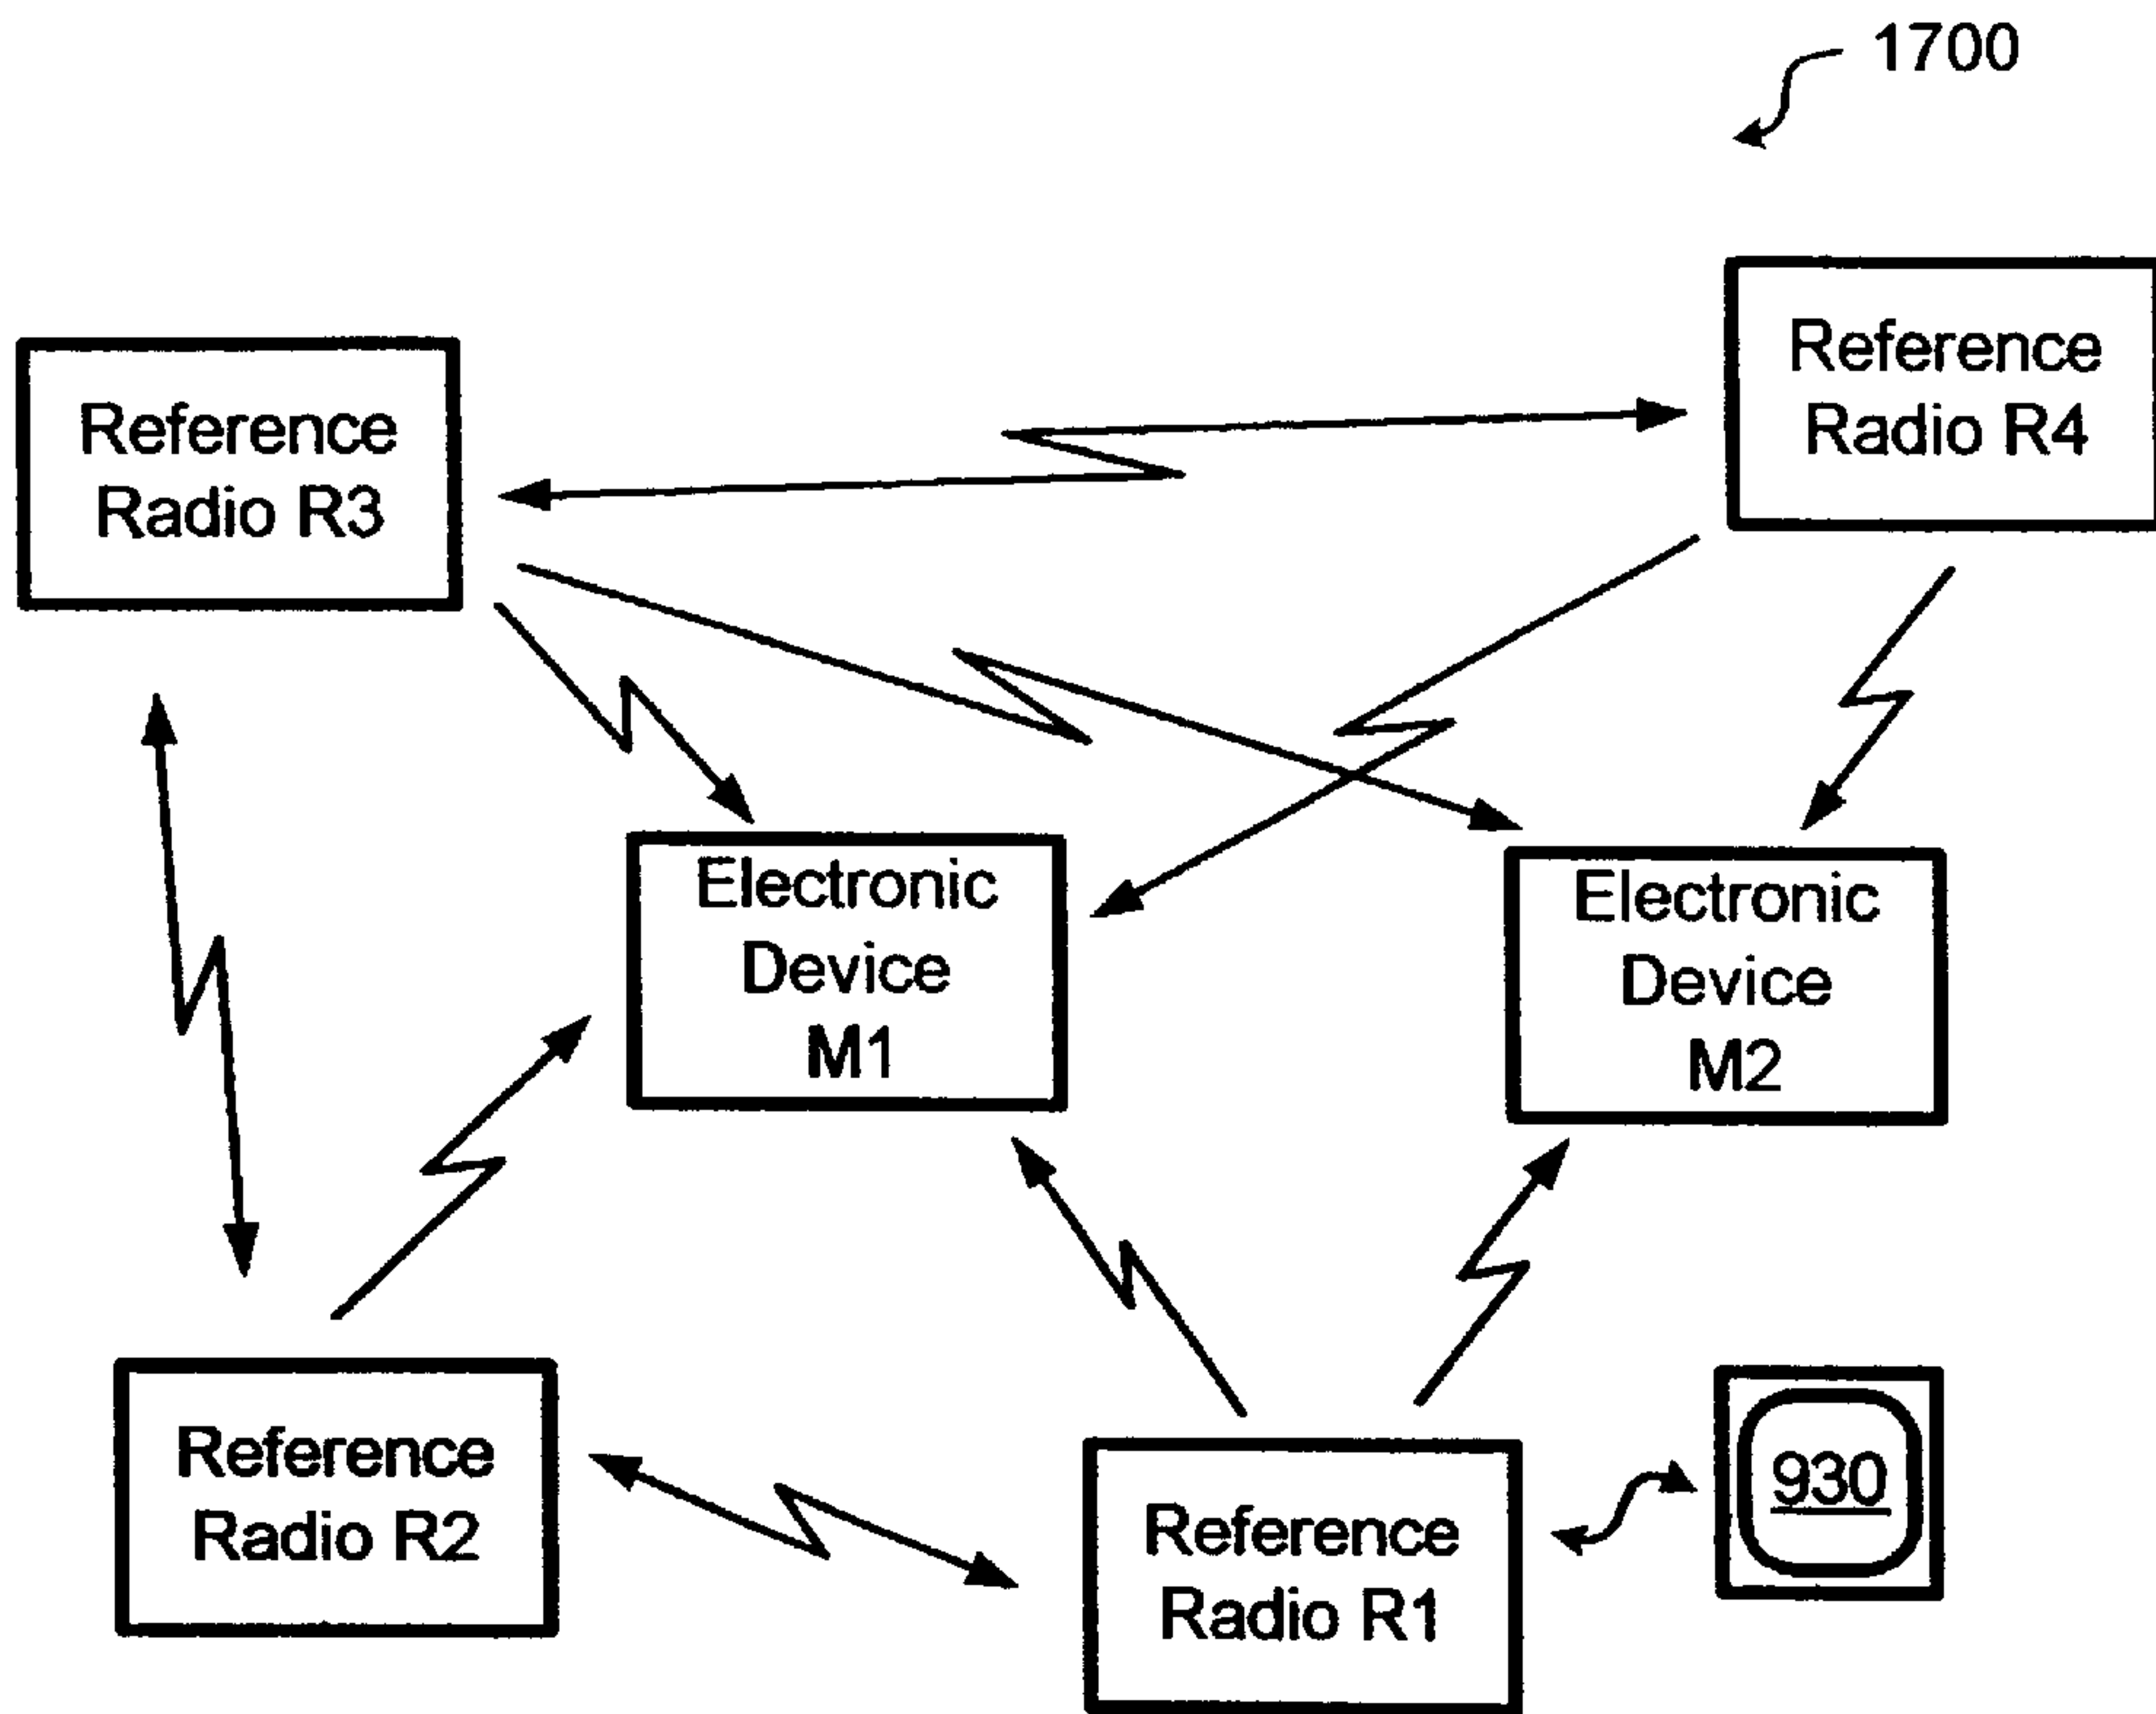 1700
Reference
Radio R4
Reference
Radio R3
Electronic
Device
M1
Electronic
Device
M2
Reference
Radio R2
Reference
Radio R1
930